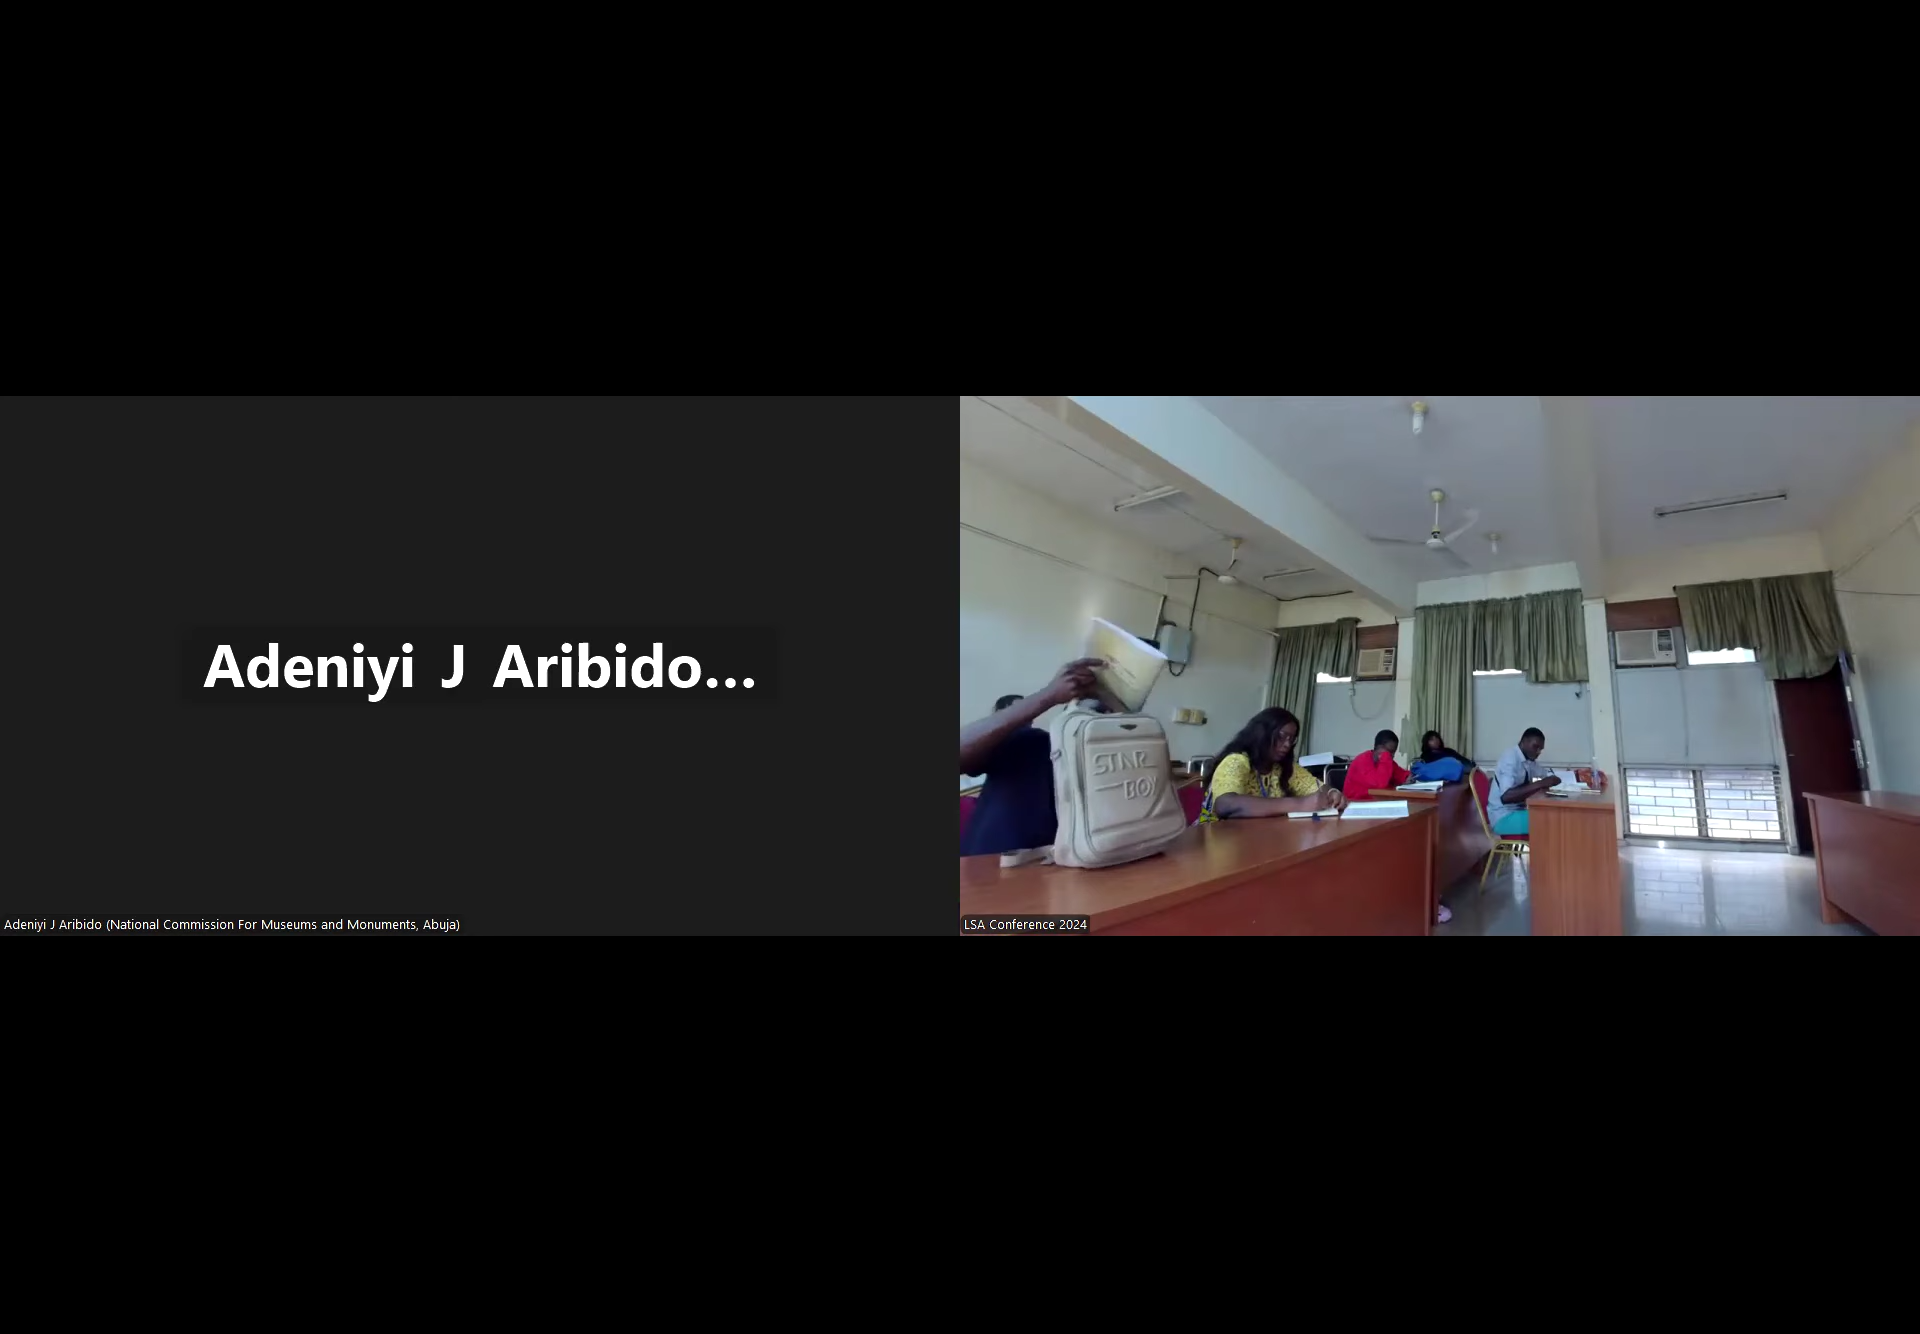 Adeniyi J Aribido...
Adeniyi J Aribido (National Commission For Museums and Monuments, Abuja)
STAR
BOY
LSA Conference 2024